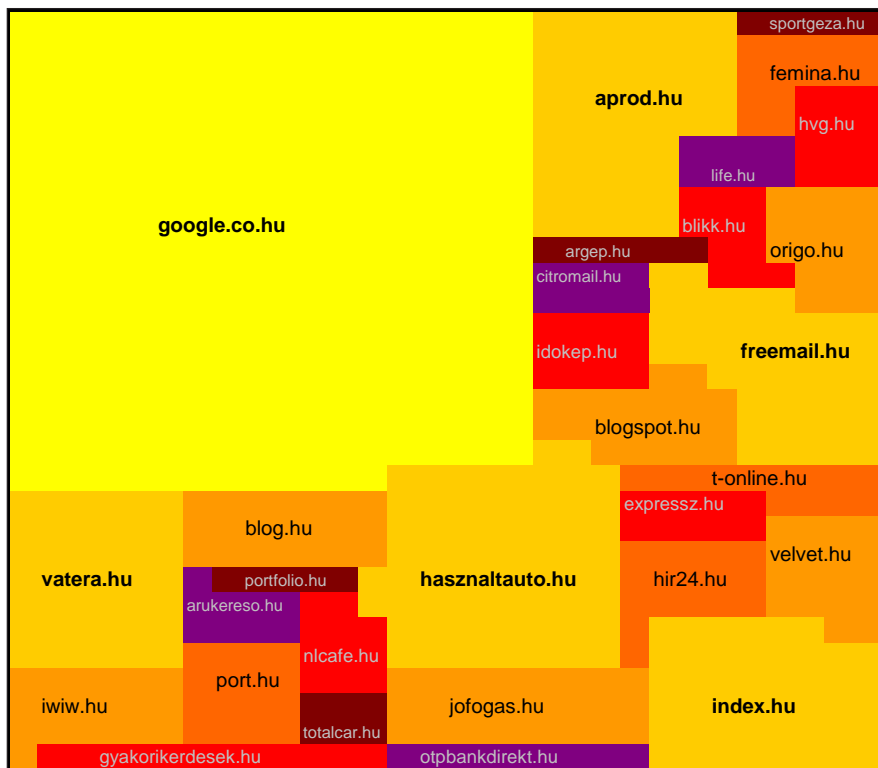 sportgeza.hu
femina.hu
aprod.hu
hvg.hu
life.hu
google.co.hu
blikk.hu
argep.hu
origo.hu
citromail.hu
idokep.hu
freemail.hu
blogspot.hu
t-online.hu
expressz.hu
blog.hu
velvet.hu
vatera.hu
portfolio.hu
hasznaltauto.hu
hir24.hu
arukereso.hu
nlcafe.hu
port.hu
iwiw.hu
jofogas.hu
index.hu
totalcar.hu
gyakorikerdesek.hu
otpbankdirekt.hu